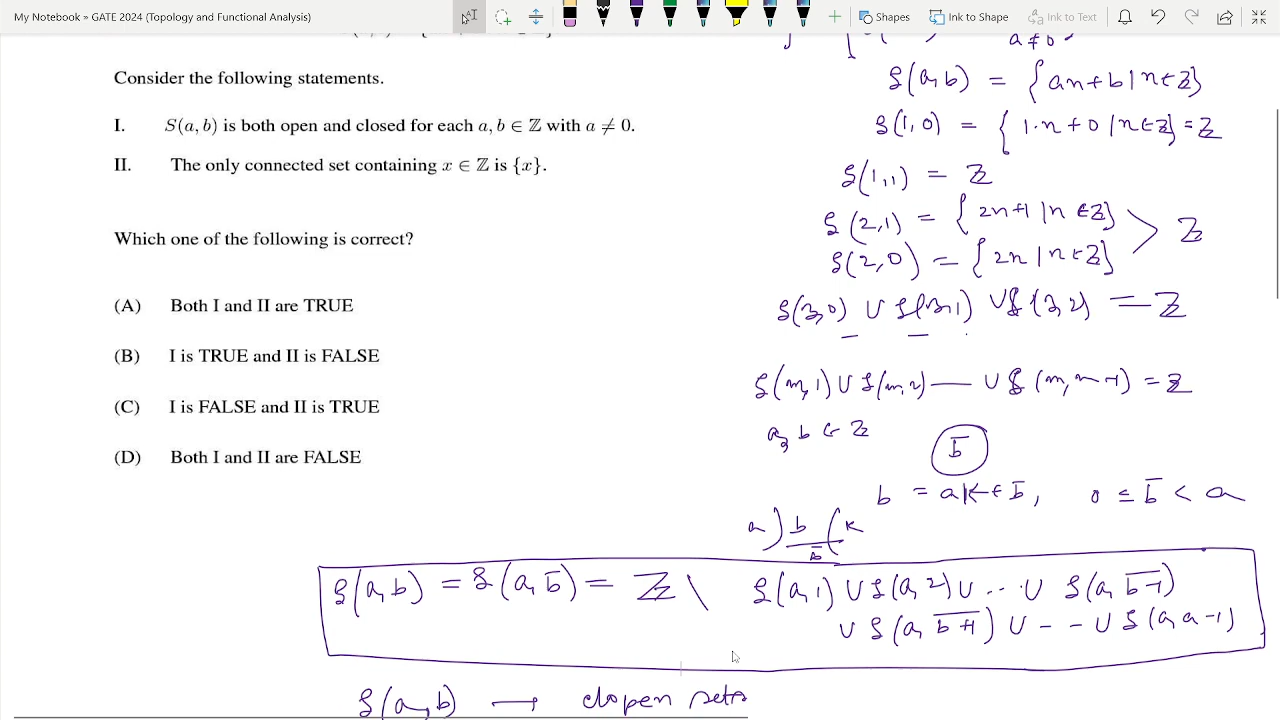 My Notebook » GATE 2024 (Topology and Functional Analysis)
Shapes
Ink to Shape
Ink to Text
Consider the following statements.
I. S(a, b) is both open and closed for each a, b ∈ ℤ with a ≠ 0.
II. The only connected set containing x ∈ ℤ is {x}.
Which one of the following is correct?
(A) Both I and II are TRUE
(B) I is TRUE and II is FALSE
(C) I is FALSE and II is TRUE
(D) Both I and II are FALSE
a ≠ 0
S(a,b) = {an+b | n∈ℤ}
S(1,0) = {1·n+0 | n∈ℤ} = ℤ
S(1,1) = ℤ
S(2,1) = {2n+1 | n∈ℤ}
S(2,0) = {2n | n∈ℤ} > ℤ
S(3,0) ∪ S(3,1) ∪ S(3,2) = ℤ
S(m,1) ∪ S(m,2) — ∪ S(m,m-1) = ℤ
a, b ∈ ℤ
b̄
b = ak+b̄, 0 ≤ b̄ < a
a) b (k
b̄
S(a,b) = S(a,b̄) = ℤ \ S(a,1) ∪ S(a,2) ∪ ... ∪ S(a, b̄-1)
∪ S(a, b̄+1) ∪ - - ∪ S(a, a-1)
S(a,b) → clopen sets